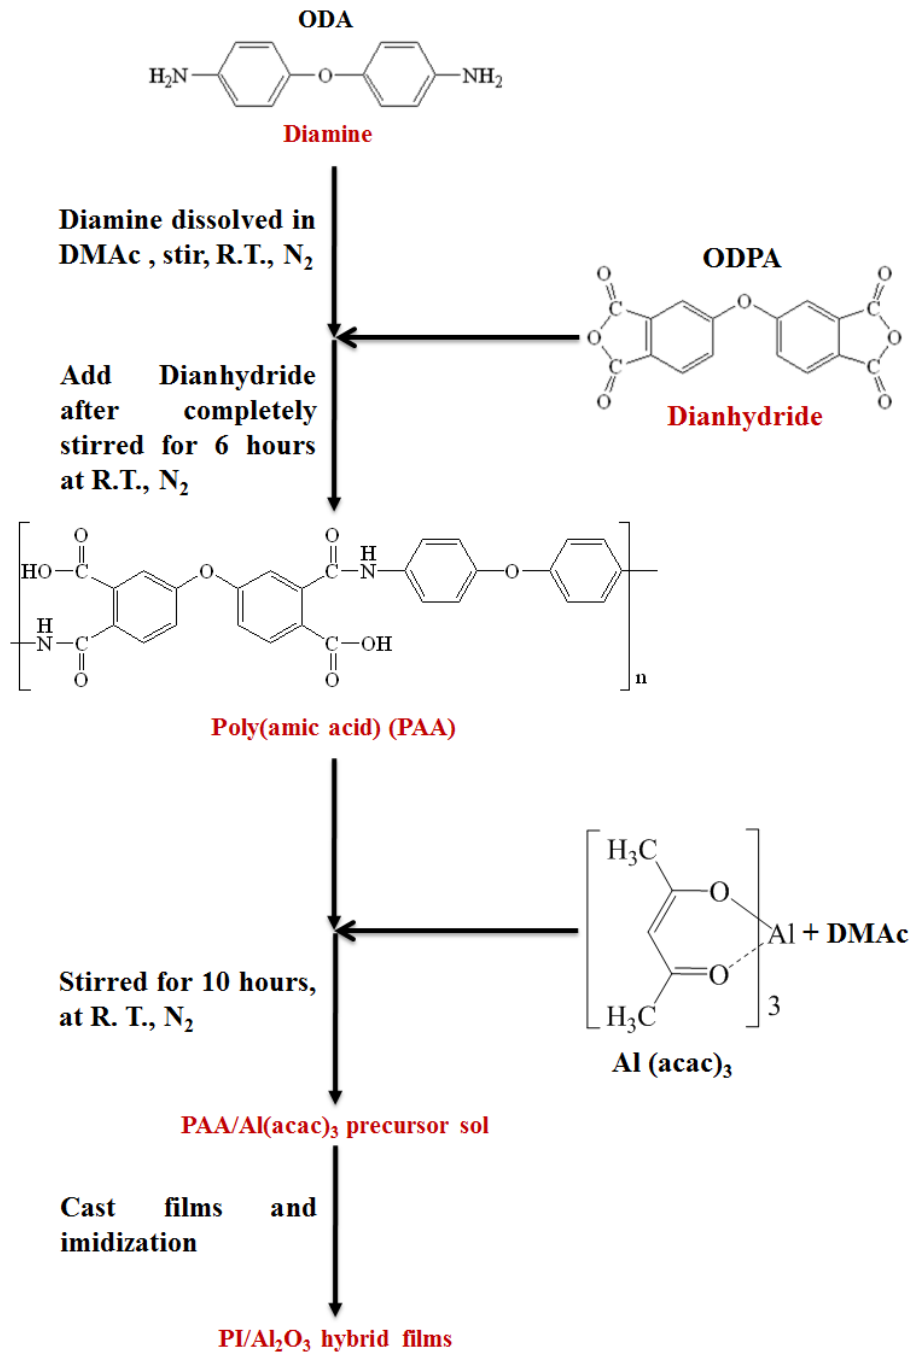 ODA
H₂N
O
NH₂
Diamine
Diamine dissolved in
DMAc , stir, R.T., N₂
ODPA
O
O
O
C
C
O
O
C
C
O
O
Dianhydride
Add Dianhydride
after completely
stirred for 6 hours
at R.T., N₂
O
O
H
HO
C
O
C
N
O
H
N
C
C
OH
O
O
n
Poly(amic acid) (PAA)
H₃C
O
Al + DMAc
O
H₃C
3
Stirred for 10 hours,
at R. T., N₂
Al (acac)₃
PAA/Al(acac)₃ precursor sol
Cast films and
imidization
PI/Al₂O₃ hybrid films